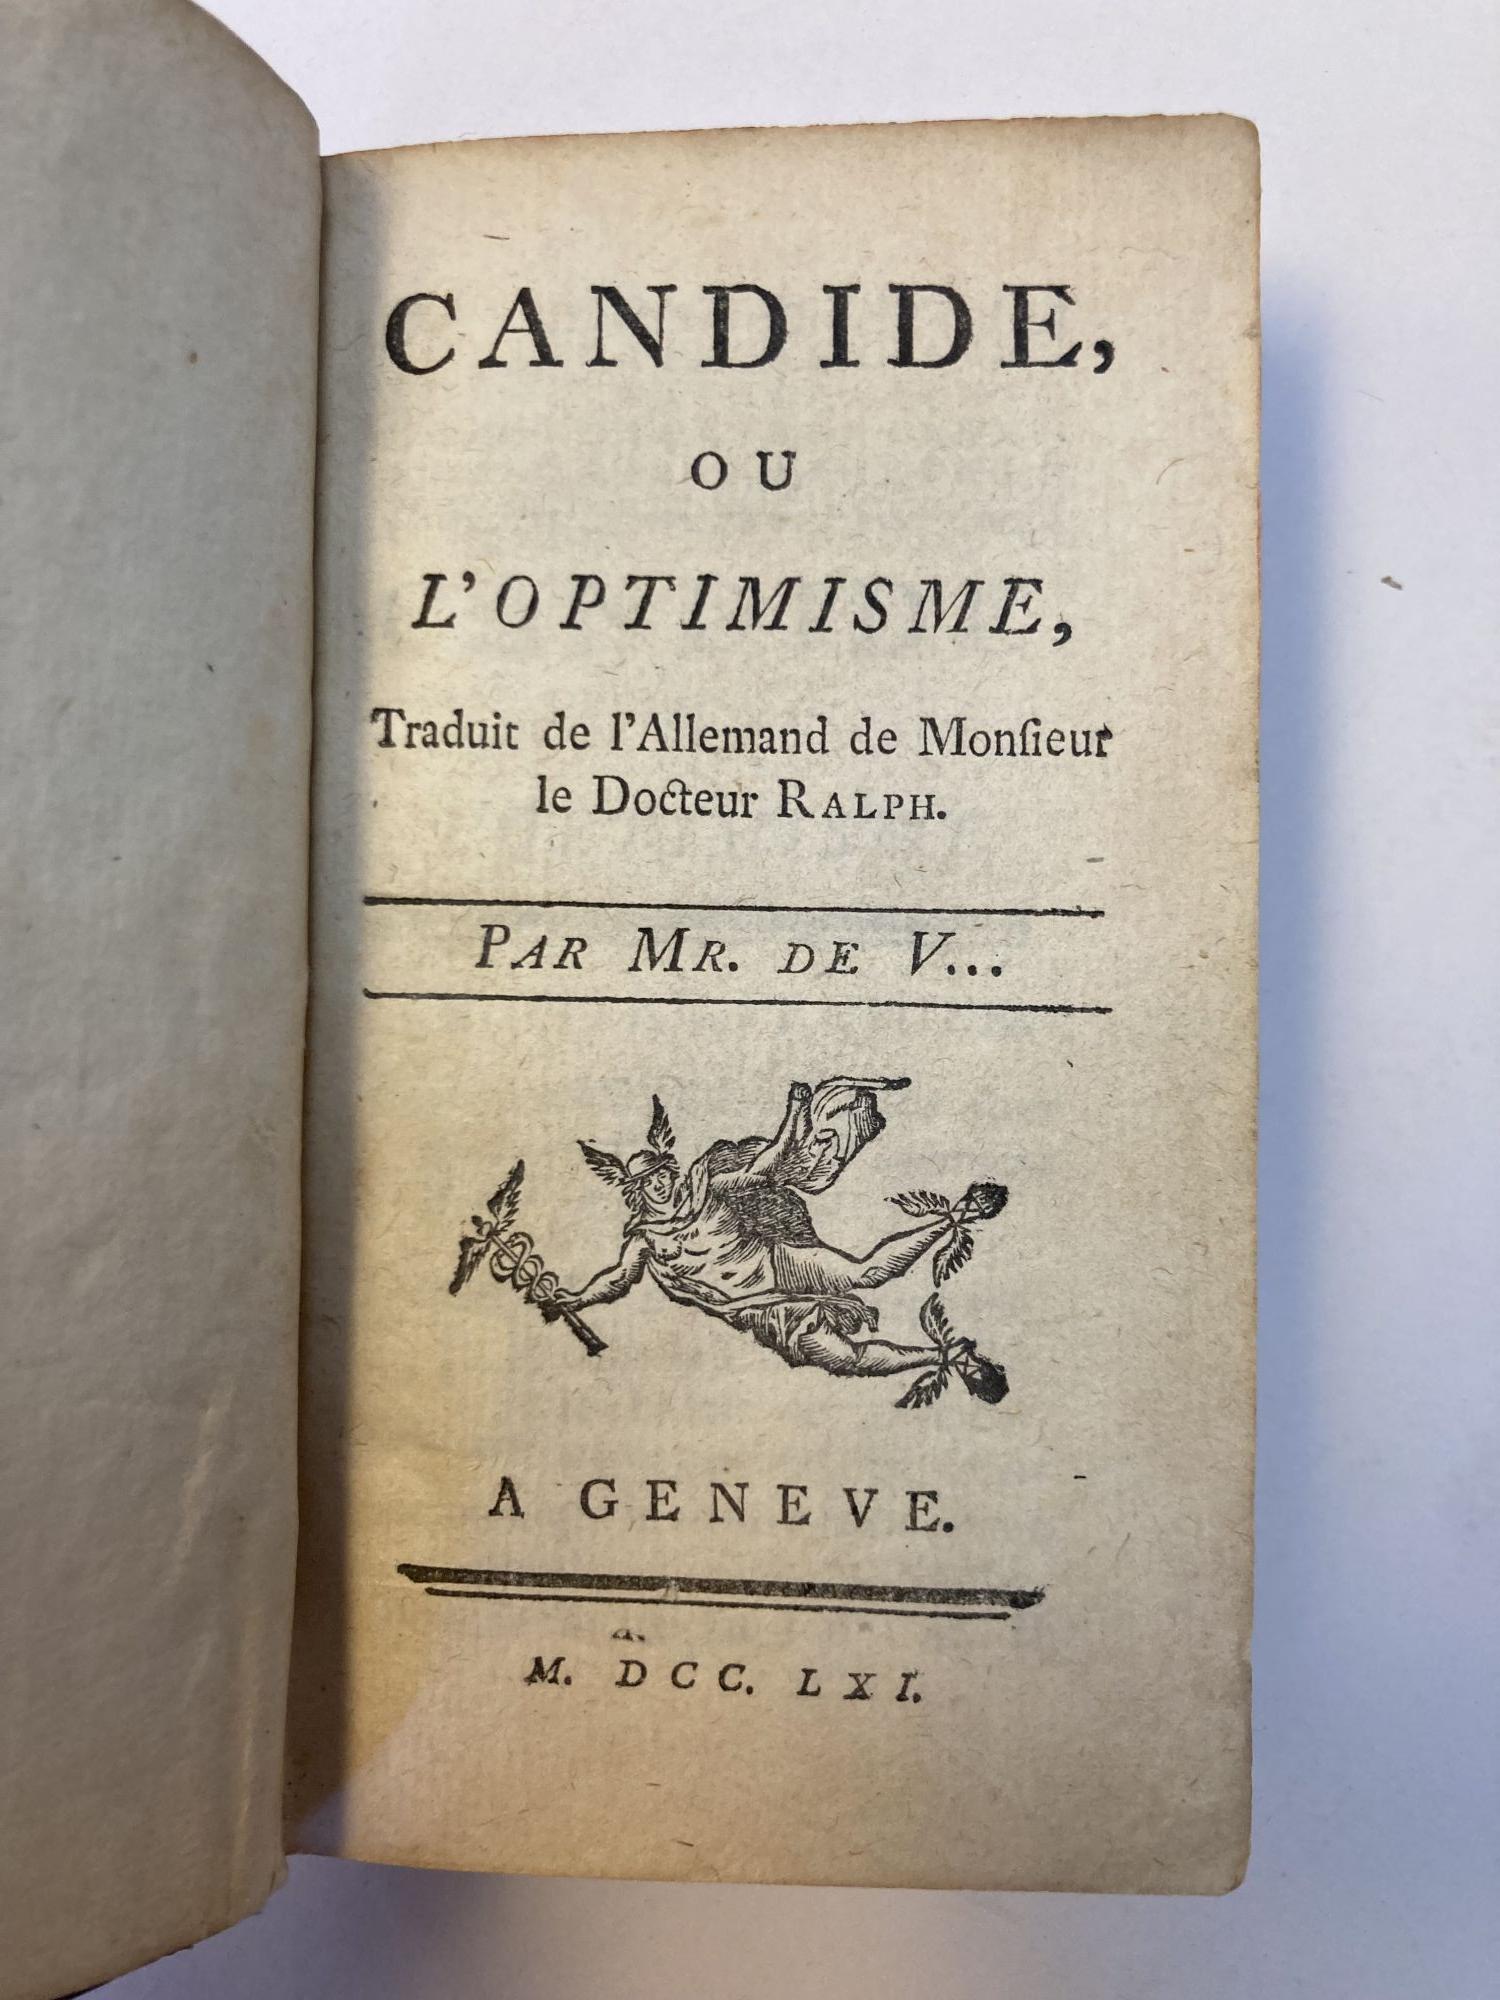 CANDIDE,
OU
L'OPTIMISME,
Traduit de l'Allemand de Monſieur
le Docteur RALPH.
PAR MR. DE V...
A GENEVE.
M. DCC. LXI.